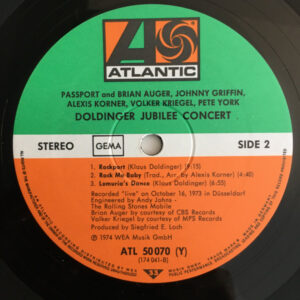 ATLANTIC
PASSPORT and BRIAN AUGER, JOHNNY GRIFFIN,
ALEXIS KORNER, VOLKER KRIEGEL, PETE YORK
DOLDINGER JUBILEE CONCERT
STEREO GEMA SIDE 2
1. Rockport (Klaus Doldinger) (9:15)
2. Rock Me Baby (Trad., Arr. by Alexis Korner) (4:40)
3. Lemuria's Dance (Klaus Doldinger) (6:55)
Recorded "live" on October 16, 1973 in Düsseldorf
Engineered by Andy Johns -
The Rolling Stones Mobile
Brian Auger by courtesy of CBS Records
Volker Kriegel by courtesy of MPS Records
Produced by Siegfried E. Loch
℗ 1974 WEA Musik GmbH
ATL 50 070 (Y)
(174 061-B)
33